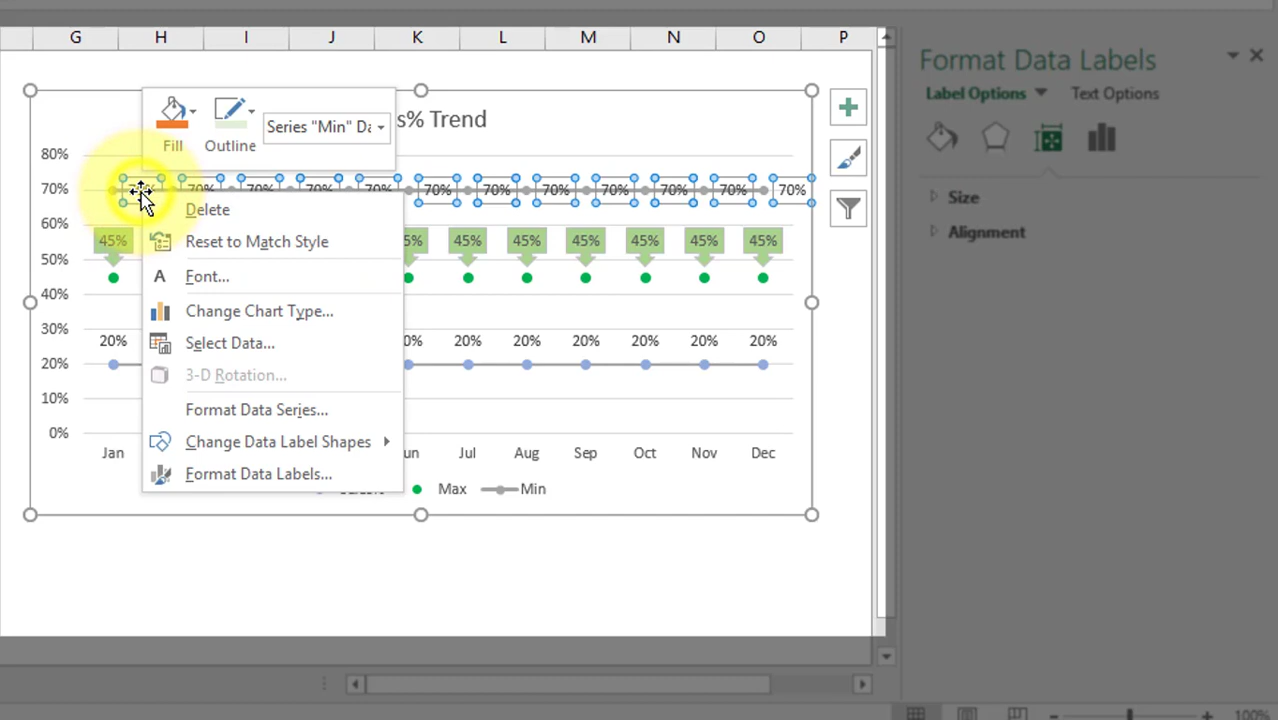 G H I J K L M N O P
Format Data Labels
Label Options Text Options
Size
Alignment
s% Trend
Fill Outline Series "Min" Da
80%
70% 70% 70% 70% 70% 70% 70% 70% 70% 70% 70% 70%
60%
45% 5% 45% 45% 45% 45% 45% 45%
50%
40%
30%
20% 0% 20% 20% 20% 20% 20% 20%
20%
10%
0%
Jan un Jul Aug Sep Oct Nov Dec
Max Min
Delete
Reset to Match Style
Font...
Change Chart Type...
Select Data...
3-D Rotation...
Format Data Series...
Change Data Label Shapes
Format Data Labels...
100%